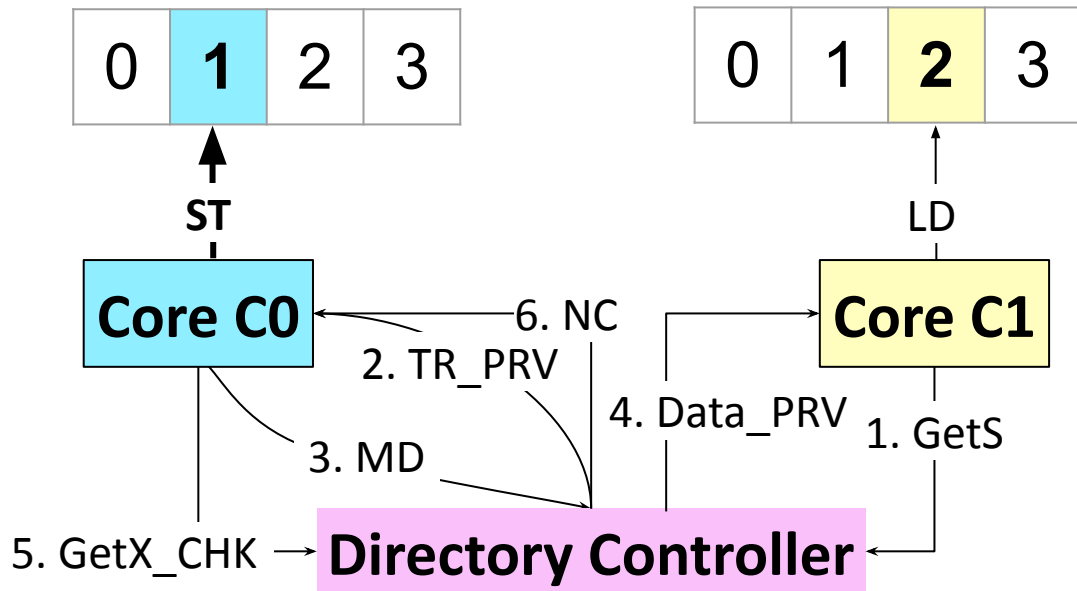 0 1 2 3
0 1 2 3
ST
LD
Core C0
Core C1
6. NC
2. TR_PRV
4. Data_PRV
1. GetS
3. MD
5. GetX_CHK
Directory Controller